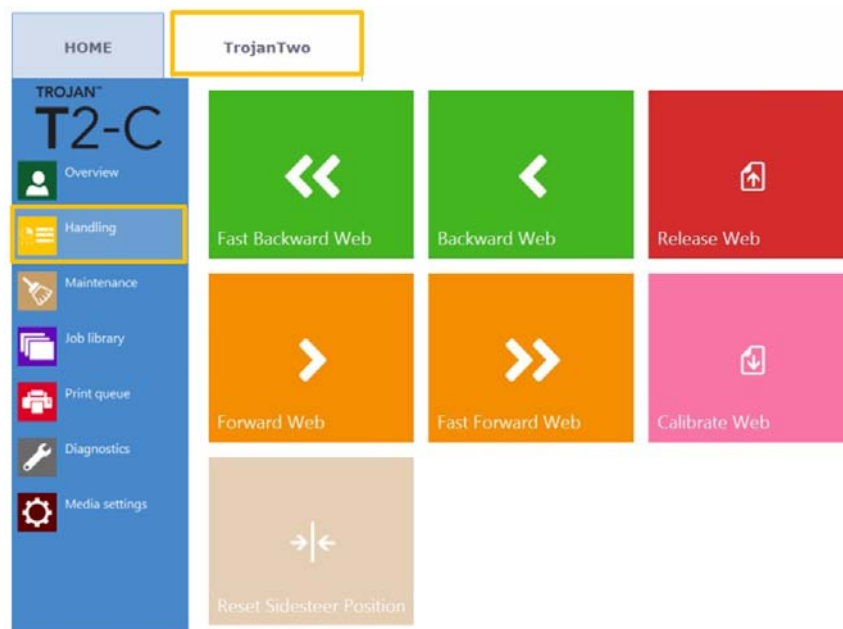 HOME
TrojanTwo
TROJAN™
T2-C
Overview
Handling
Maintenance
Job library
Print queue
Diagnostics
Media settings
Fast Backward Web
Backward Web
Release Web
Forward Web
Fast Forward Web
Calibrate Web
Reset Sidesteer Position